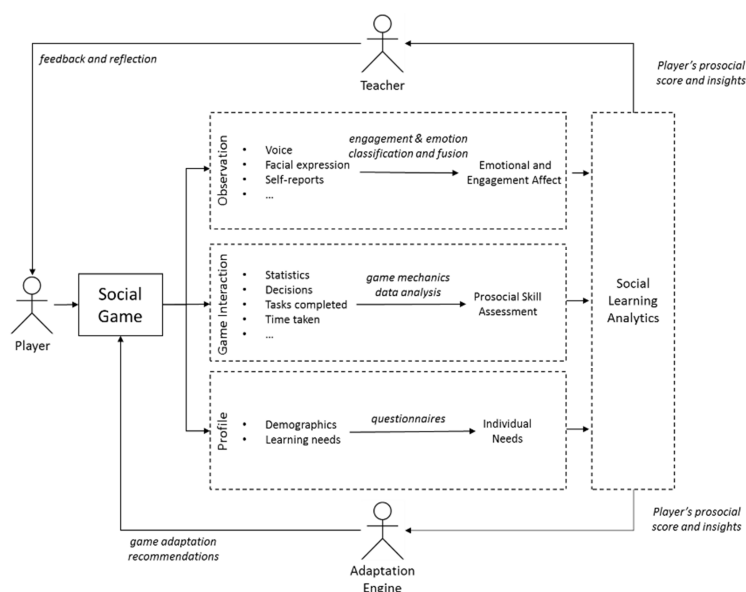 feedback and reflection
Teacher
Player's prosocial
score and insights
Observation
• Voice
• Facial expression
• Self-reports
• ...
engagement & emotion
classification and fusion
Emotional and
Engagement Affect
Player
Social
Game
Game Interaction
• Statistics
• Decisions
• Tasks completed
• Time taken
• ...
game mechanics
data analysis
Prosocial Skill
Assessment
Social
Learning
Analytics
Profile
• Demographics
• Learning needs
questionnaires
Individual
Needs
game adaptation
recommendations
Adaptation
Engine
Player's prosocial
score and insights